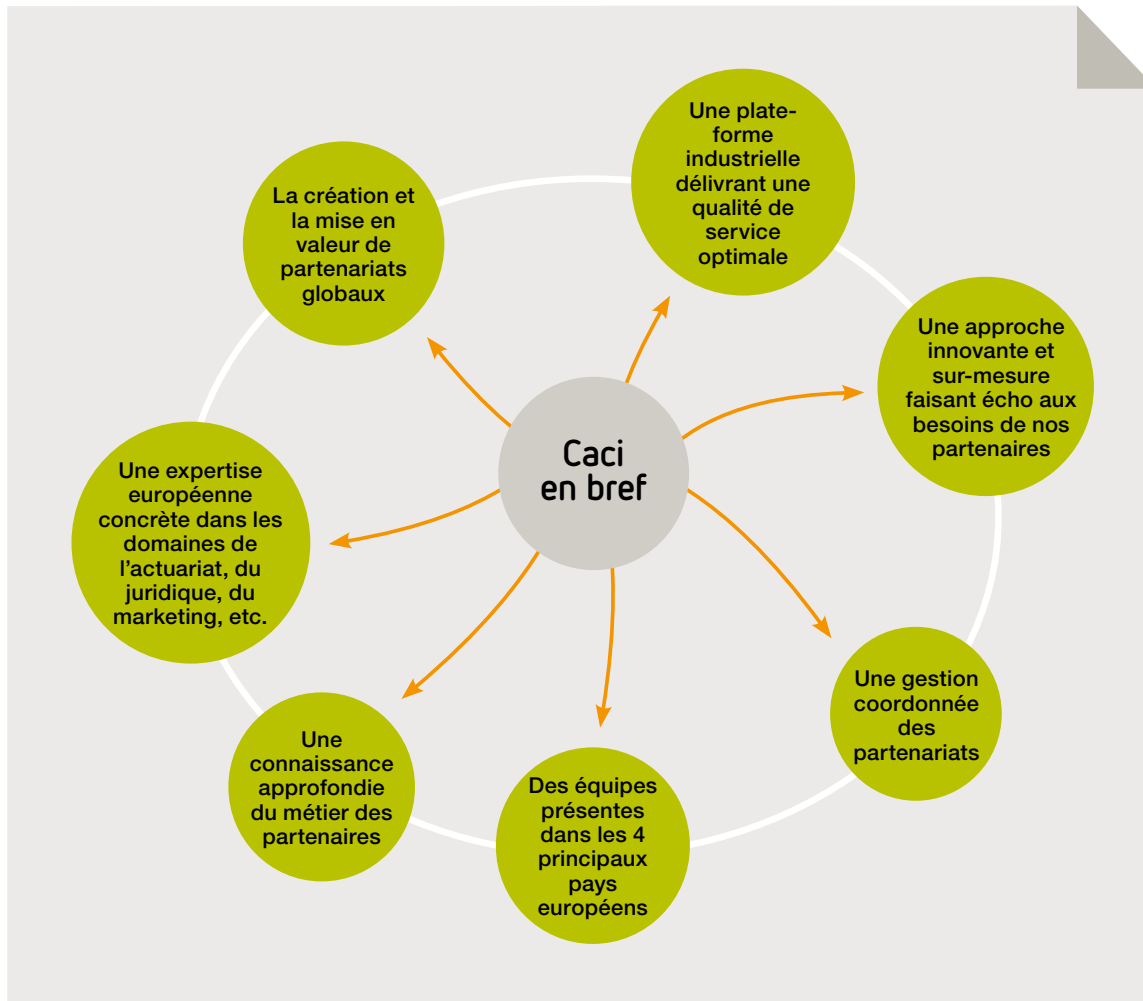 Une plate-
forme
industrielle
délivrant une
qualité de
service
optimale
La création et
la mise en
valeur de
partenariats
globaux
Une approche
innovante et
sur-mesure
faisant écho aux
besoins de nos
partenaires
Caci
en bref
Une expertise
européenne
concrète dans les
domaines de
l'actuariat, du
juridique, du
marketing, etc.
Une gestion
coordonnée
des
partenariats
Une
connaissance
approfondie
du métier des
partenaires
Des équipes
présentes
dans les 4
principaux
pays
européens